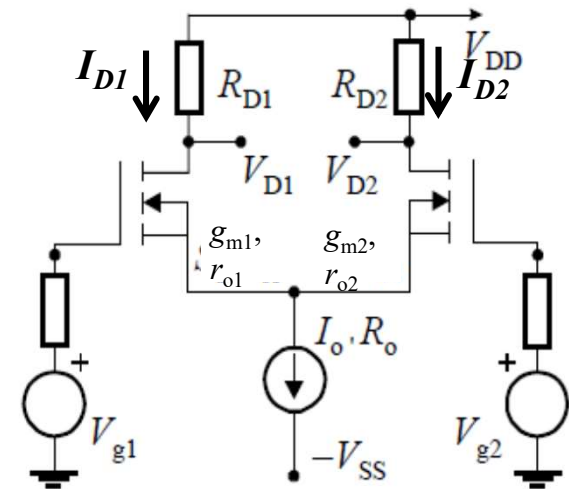 V_DD
I_D1
I_D2
R_D1
R_D2
V_D1
V_D2
g_m1,
g_m2,
r_o1
r_o2
I_o, R_o
+
+
V_g1
V_g2
−V_SS